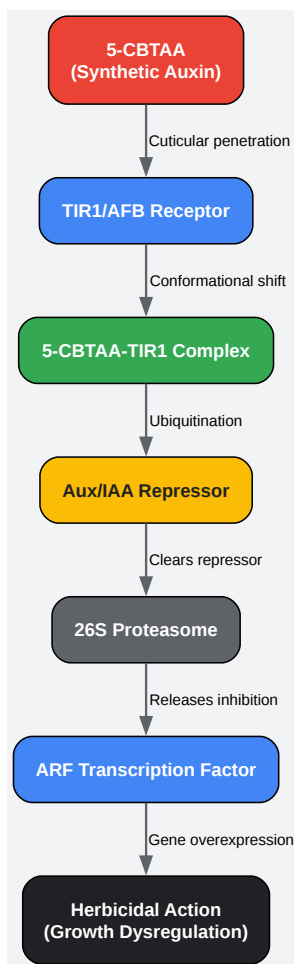 5-CBTAA
(Synthetic Auxin)
Cuticular penetration
TIR1/AFB Receptor
Conformational shift
5-CBTAA-TIR1 Complex
Ubiquitination
Aux/IAA Repressor
Clears repressor
26S Proteasome
Releases inhibition
ARF Transcription Factor
Gene overexpression
Herbicidal Action
(Growth Dysregulation)